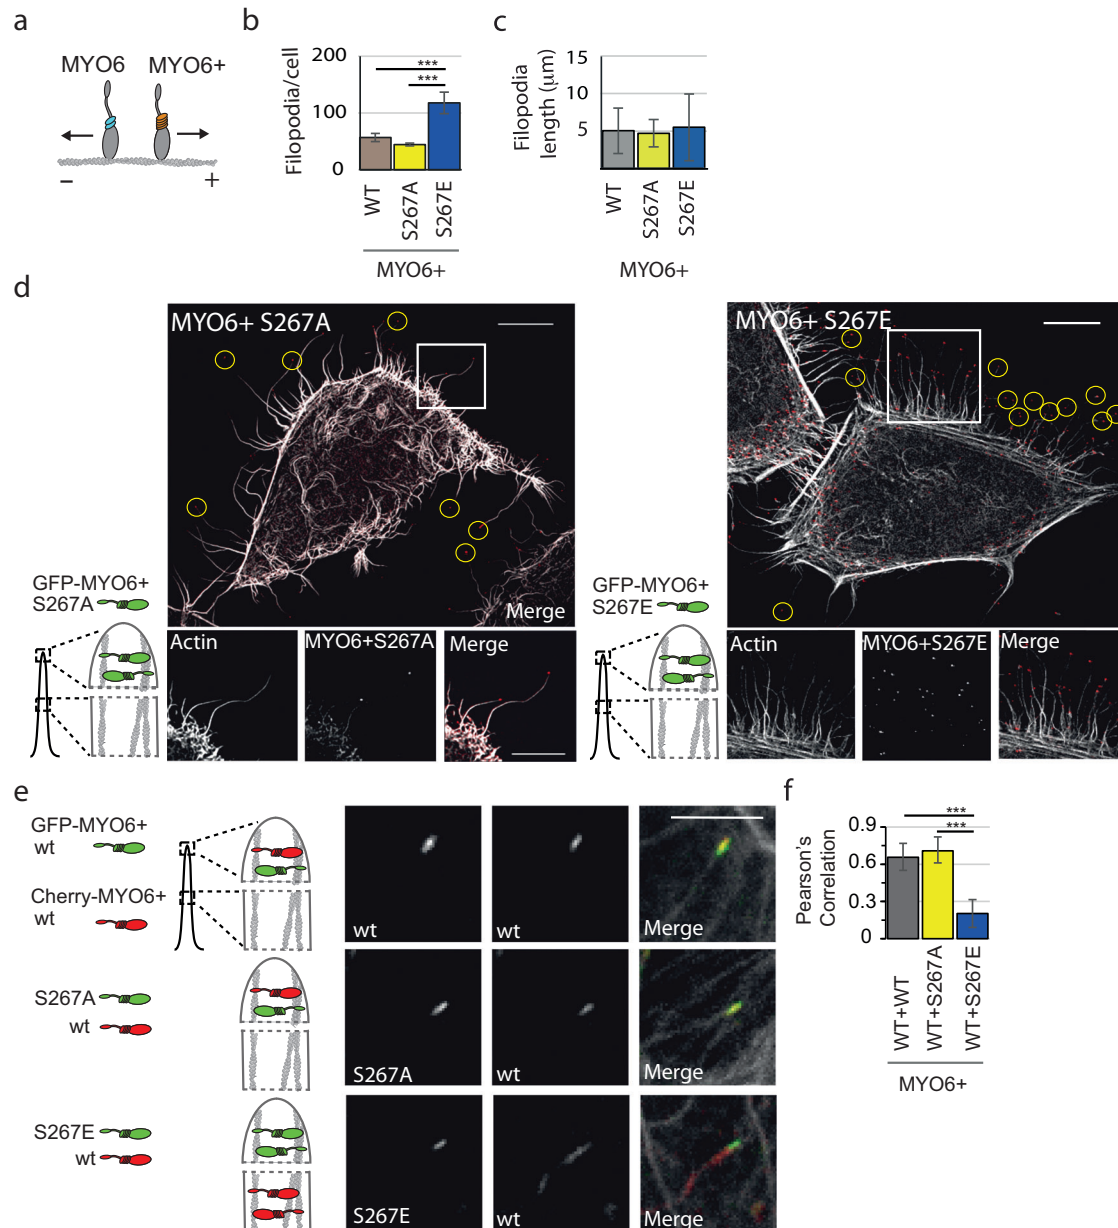 a
MYO6 MYO6+
– +
b
Filopodia/cell
200
100
0
***
***
WT
S267A
S267E
MYO6+
c
Filopodia
length (μm)
15
10
5
WT
S267A
S267E
MYO6+
d
MYO6+ S267A
Merge
GFP-MYO6+
S267A
Actin
MYO6+S267A
Merge
MYO6+ S267E
GFP-MYO6+
S267E
Actin
MYO6+S267E
Merge
e
GFP-MYO6+
wt
Cherry-MYO6+
wt
wt
wt
Merge
S267A
wt
S267A
wt
Merge
S267E
wt
S267E
wt
Merge
f
Pearson's
Correlation
0.9
0.6
0.3
0
***
***
WT+WT
WT+S267A
WT+S267E
MYO6+